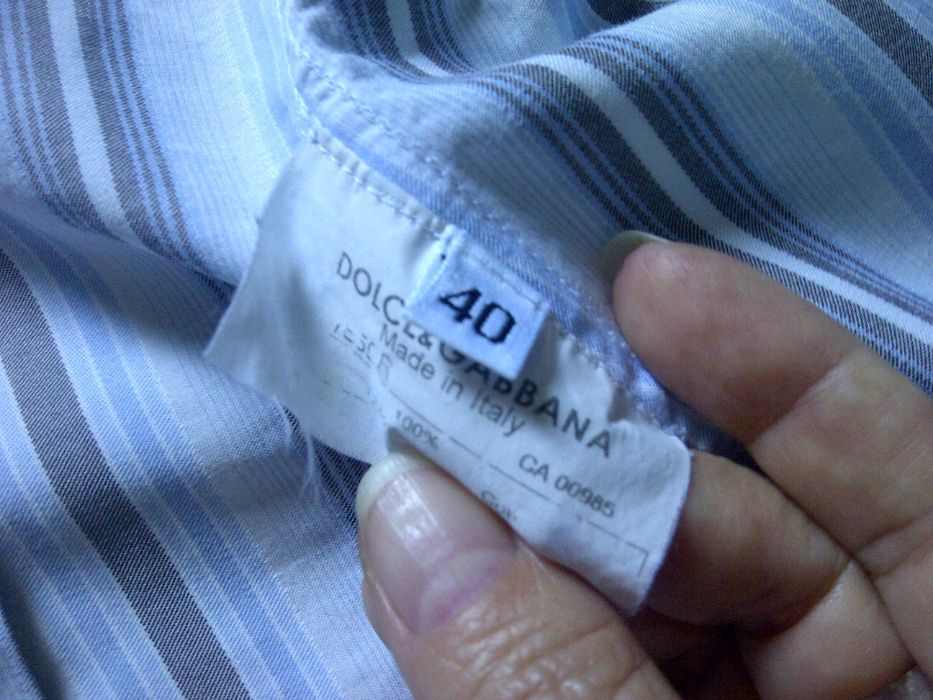 40
DOLCE & GABBANA
Made in Italy
100%
CA 00985